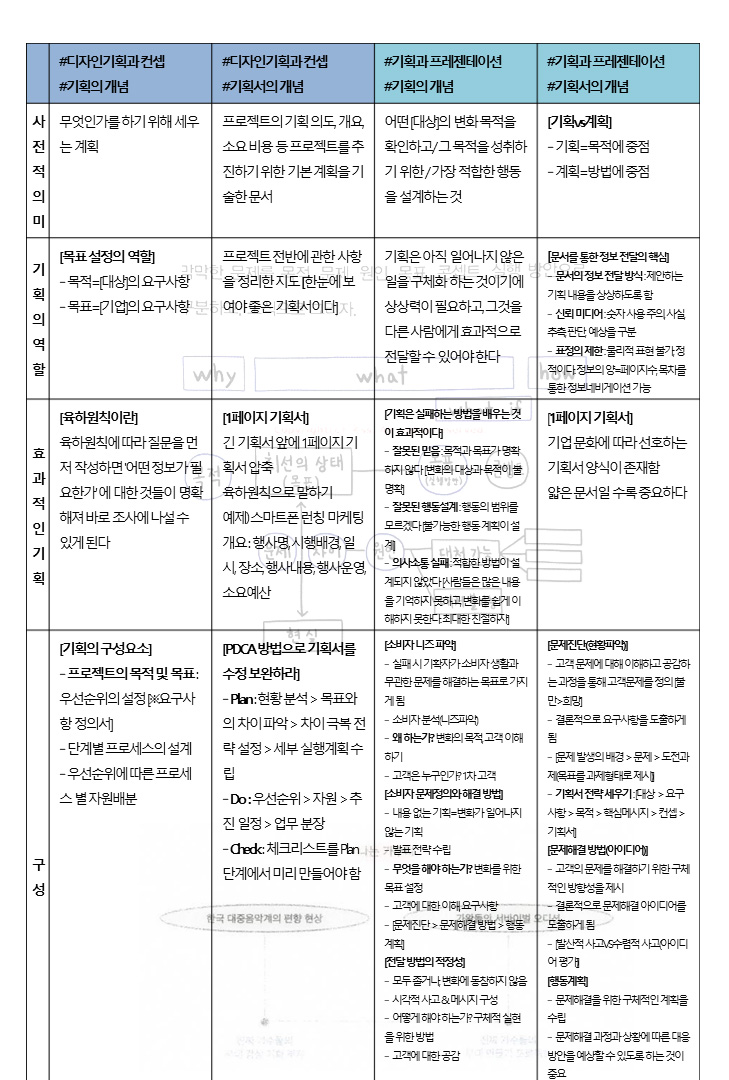 #디자인기획과 컨셉
#기획의 개념
#디자인기획과 컨셉
#기획서의 개념
#기획과 프레젠테이션
#기획의 개념
#기획과 프레젠테이션
#기획서의 개념
사
전
적
의
미
무엇인가를 하기 위해 세우
는 계획
프로젝트의 기획 의도, 개요,
소요 비용 등 프로젝트를 추
진하기 위한 기본 계획을 기
술한 문서
어떤 [대상]의 변화 목적을
확인하고/ 그 목적을 성취하
기 위한 /가장 적합한 행동
을 설계하는 것
[기획vs계획]
- 기획=목적에 중점
- 계획=방법에 중점
기
획
의
역
할
[목표 설정의 역할]
- 목적=[대상]의 요구사항
- 목표=[기업]의 요구사항
프로젝트 전반에 관한 사항
을 정리한 지도 [한눈에 보
여야 좋은 기획서이다]
기획은 아직 일어나지 않은
일을 구체화 하는 것이기에
상상력이 필요하고, 그것을
다른 사람에게 효과적으로
전달할 수 있어야 한다
[문서를 통한 정보 전달의 핵심]
- 문서의 정보 전달 방식 : 제안하는
기획 내용을 상상하도록 함
- 신뢰 미디어 : 숫자 사용 주의 사실,
추측, 판단, 예상을 구분
- 표정의 제한 : 물리적 표현 불가, 정
적이다. 정보의 양=페이지수, 목차를
통한 정보 네비게이션 가능
why
what
how
효
과
적
인
기
획
[육하원칙이란]
육하원칙에 따라 질문을 먼
저 작성하면 '어떤 정보가 필
요한가'에 대한 것들이 명확
해져 바로 조사에 나설 수
있게 된다
[1페이지 기획서]
긴 기획서 앞에 1페이지 기
획서 압축
육하원칙으로 말하기
예제) 스마트폰 런칭 마케팅
개요 : 행사명, 시행배경, 일
시, 장소, 행사내용, 행사운영,
소요예산
[기획은 실패하는 방법을 배우는 것
이 효과적이다]
- 잘못된 믿음 : 목적과 목표가 명확
하지 않다 [변화의 대상과 목적이 불
명확]
- 잘못된 행동설계 : 행동의 범위를
모르겠다 [불가능한 행동 계획이 설
계]
- 의사소통 실패 : 적합한 방법이 설
계되지 않았다 [사람들은 많은 내용
을 기억하지 못하고, 변화를 쉽게 이
해하지 못한다. 최대한 친절하자]
[1페이지 기획서]
기업 문화에 따라 선호하는
기획서 양식이 존재함
얇은 문서일 수록 중요하다
목적
최선의 상태
(목표)
문제
차이
원인
대처 가능
현실
구
성
[기획의 구성요소]
- 프로젝트의 목적 및 목표 :
우선순위의 설정 [※요구사
항 정의서]
- 단계별 프로세스의 설계
- 우선순위에 따른 프로세
스 별 자원배분
[PDCA 방법으로 기획서를
수정 보완하라]
- Plan : 현황 분석 > 목표와
의 차이 파악 > 차이 극복 전
략 설정 > 세부 실행계획 수
립
- Do : 우선순위 > 자원 > 추
진 일정 > 업무 분장
- Check : 체크리스트를 Plan
단계에서 미리 만들어야 함
[소비자 니즈 파악]
- 실패 시 기획자가 소비자 생활과
무관한 문제를 해결하는 목표로 가지
게 됨
- 소비자 분석(니즈파악)
- 왜 하는가? 변화의 목적, 고객 이해
하기
- 고객은 누구인가? 1차 고객
[소비자 문제정의와 해결 방법]
- 내용 없는 기획=변화가 일어나지
않는 기획
- 발표 전략 수립
- 무엇을 해야 하는가? 변화를 위한
목표 설정
- 고객에 대한 이해, 요구사항
- [문제진단 > 문제해결 방법 > 행동
계획]
[전달 방법의 적정성]
- 모두 즐거나, 변화에 동참하지 않음
- 시각적 사고 & 메시지 구성
- 어떻게 해야 하는가? 구체적 실현
을 위한 방법
- 고객에 대한 공감
[문제진단(현황파악)]
- 고객 문제에 대해 이해하고 공감하
는 과정을 통해 고객문제를 정의 [불
만>희망]
- 결론적으로 요구사항을 도출하게
됨
- [문제 발생의 배경 > 문제 > 도전과
제(목표를 과제형태로 제시)]
- 기획서 전략 세우기 : [대상 > 요구
사항 > 목적 > 핵심메시지 > 컨셉 >
기획서]
[문제해결 방법(아이디어)]
- 고객의 문제를 해결하기 위한 구체
적인 방향성을 제시
- 결론적으로 문제해결 아이디어를
도출하게 됨
- [발산적 사고VS수렴적 사고(아이디
어 평가)]
[행동계획]
- 문제해결을 위한 구체적인 계획을
수립
- 문제해결 과정과 상황에 따른 대응
방안을 예상할 수 있도록 하는 것이
중요
한국 대중음악계의 편향 현상